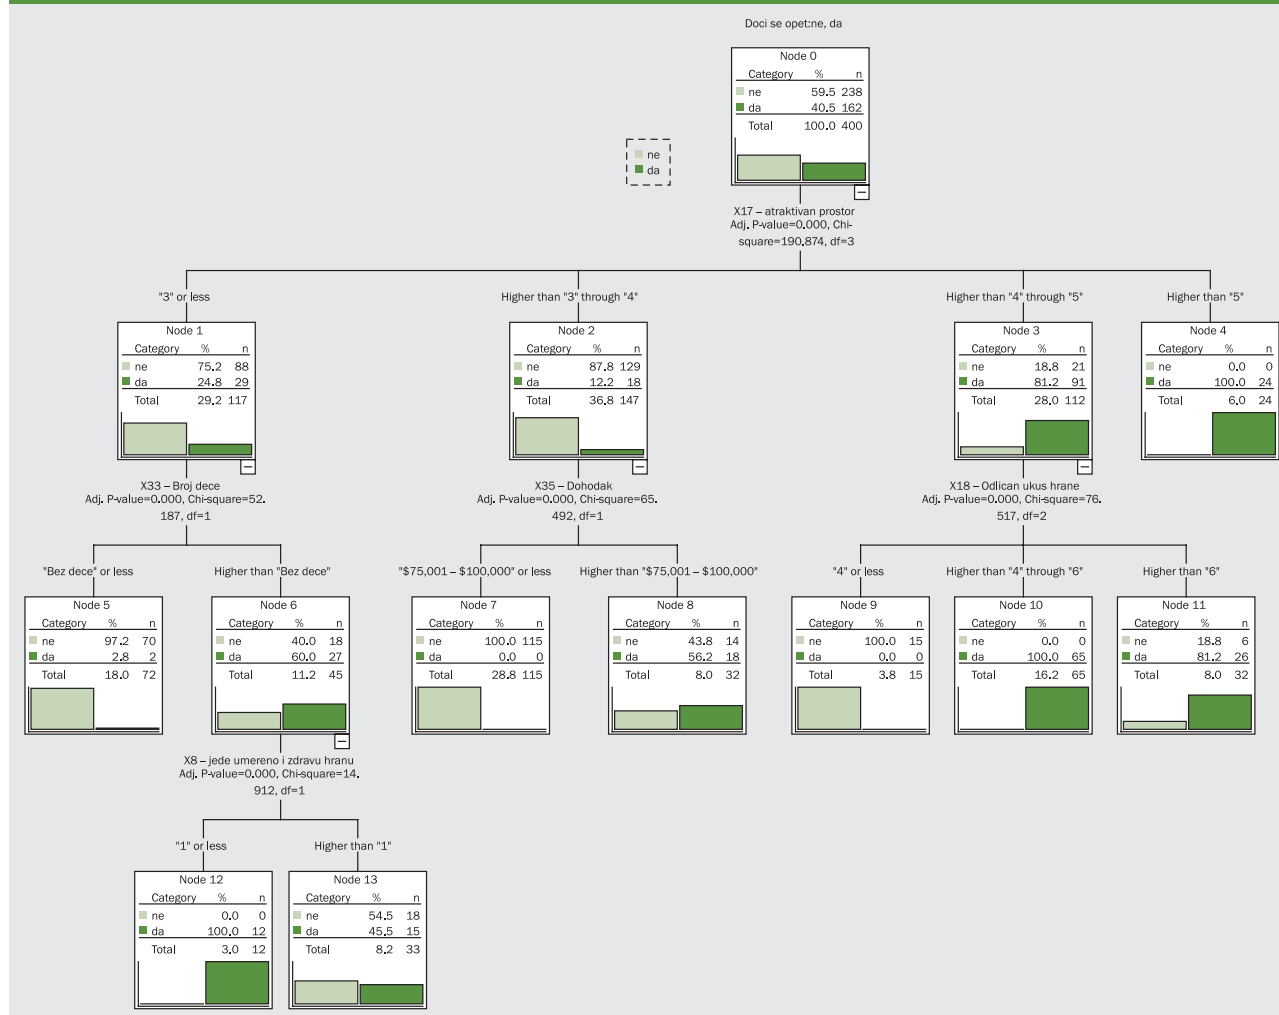 Doci se opet:ne, da
Node 0
Category % n
ne 59.5 238
da 40.5 162
Total 100.0 400
ne
da
X17 – atraktivan prostor
Adj. P-value=0.000, Chi-
square=190.874, df=3
"3" or less
Higher than "3" through "4"
Higher than "4" through "5"
Higher than "5"
Node 1
Category % n
ne 75.2 88
da 24.8 29
Total 29.2 117
Node 2
Category % n
ne 87.8 129
da 12.2 18
Total 36.8 147
Node 3
Category % n
ne 18.8 21
da 81.2 91
Total 28.0 112
Node 4
Category % n
ne 0.0 0
da 100.0 24
Total 6.0 24
X33 – Broj dece
Adj. P-value=0.000, Chi-square=52.
187, df=1
X35 – Dohodak
Adj. P-value=0.000, Chi-square=65.
492, df=1
X18 – Odlican ukus hrane
Adj. P-value=0.000, Chi-square=76.
517, df=2
"Bez dece" or less
Higher than "Bez dece"
"$75,001 – $100,000" or less
Higher than "$75,001 – $100,000"
"4" or less
Higher than "4" through "6"
Higher than "6"
Node 5
Category % n
ne 97.2 70
da 2.8 2
Total 18.0 72
Node 6
Category % n
ne 40.0 18
da 60.0 27
Total 11.2 45
Node 7
Category % n
ne 100.0 115
da 0.0 0
Total 28.8 115
Node 8
Category % n
ne 43.8 14
da 56.2 18
Total 8.0 32
Node 9
Category % n
ne 100.0 15
da 0.0 0
Total 3.8 15
Node 10
Category % n
ne 0.0 0
da 100.0 65
Total 16.2 65
Node 11
Category % n
ne 18.8 6
da 81.2 26
Total 8.0 32
X8 – jede umereno i zdravu hranu
Adj. P-value=0.000, Chi-square=14.
912, df=1
"1" or less
Higher than "1"
Node 12
Category % n
ne 0.0 0
da 100.0 12
Total 3.0 12
Node 13
Category % n
ne 54.5 18
da 45.5 15
Total 8.2 33